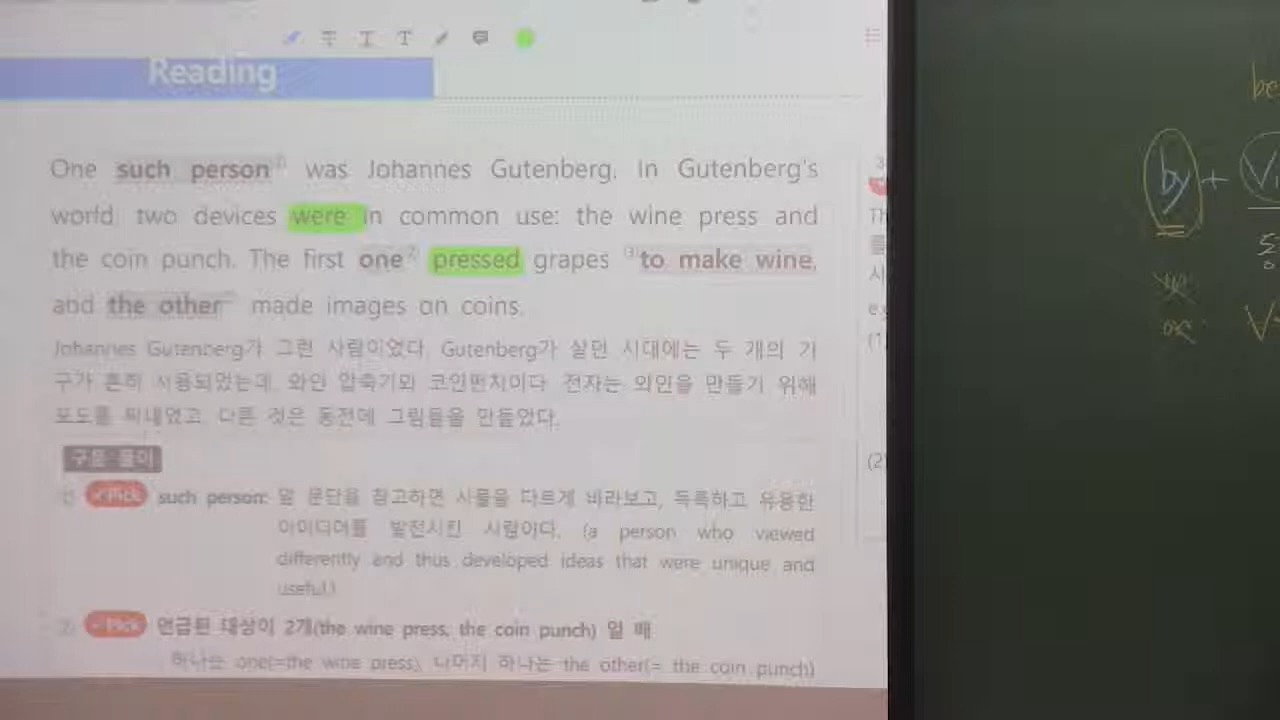 Reading
One such person was Johannes Gutenberg. In Gutenberg's
world, two devices were in common use: the wine press and
the coin punch. The first one pressed grapes to make wine,
and the other made images on coins.
Johannes Gutenberg가 그런 사람이었다. Gutenberg가 살던 시대에는 두 개의 기
구가 흔히 사용되었는데, 와인 압축기와 코인펀치이다. 전자는 와인을 만들기 위해
포도를 짜내었고, 다른 것은 동전에 그림들을 만들었다.
구문 풀이
1) Pick such person: 앞 문단을 참고하면 사물을 다르게 바라보고, 독특하고 유용한
아이디어를 발전시킨 사람이다. (a person who viewed
differently and thus developed ideas that were unique and
useful.)
2) Pick 언급된 대상이 2개(the wine press, the coin punch) 일 때
하나는 one(=the wine press), 나머지 하나는 the other(= the coin punch)
(1)
(2)
be
by +